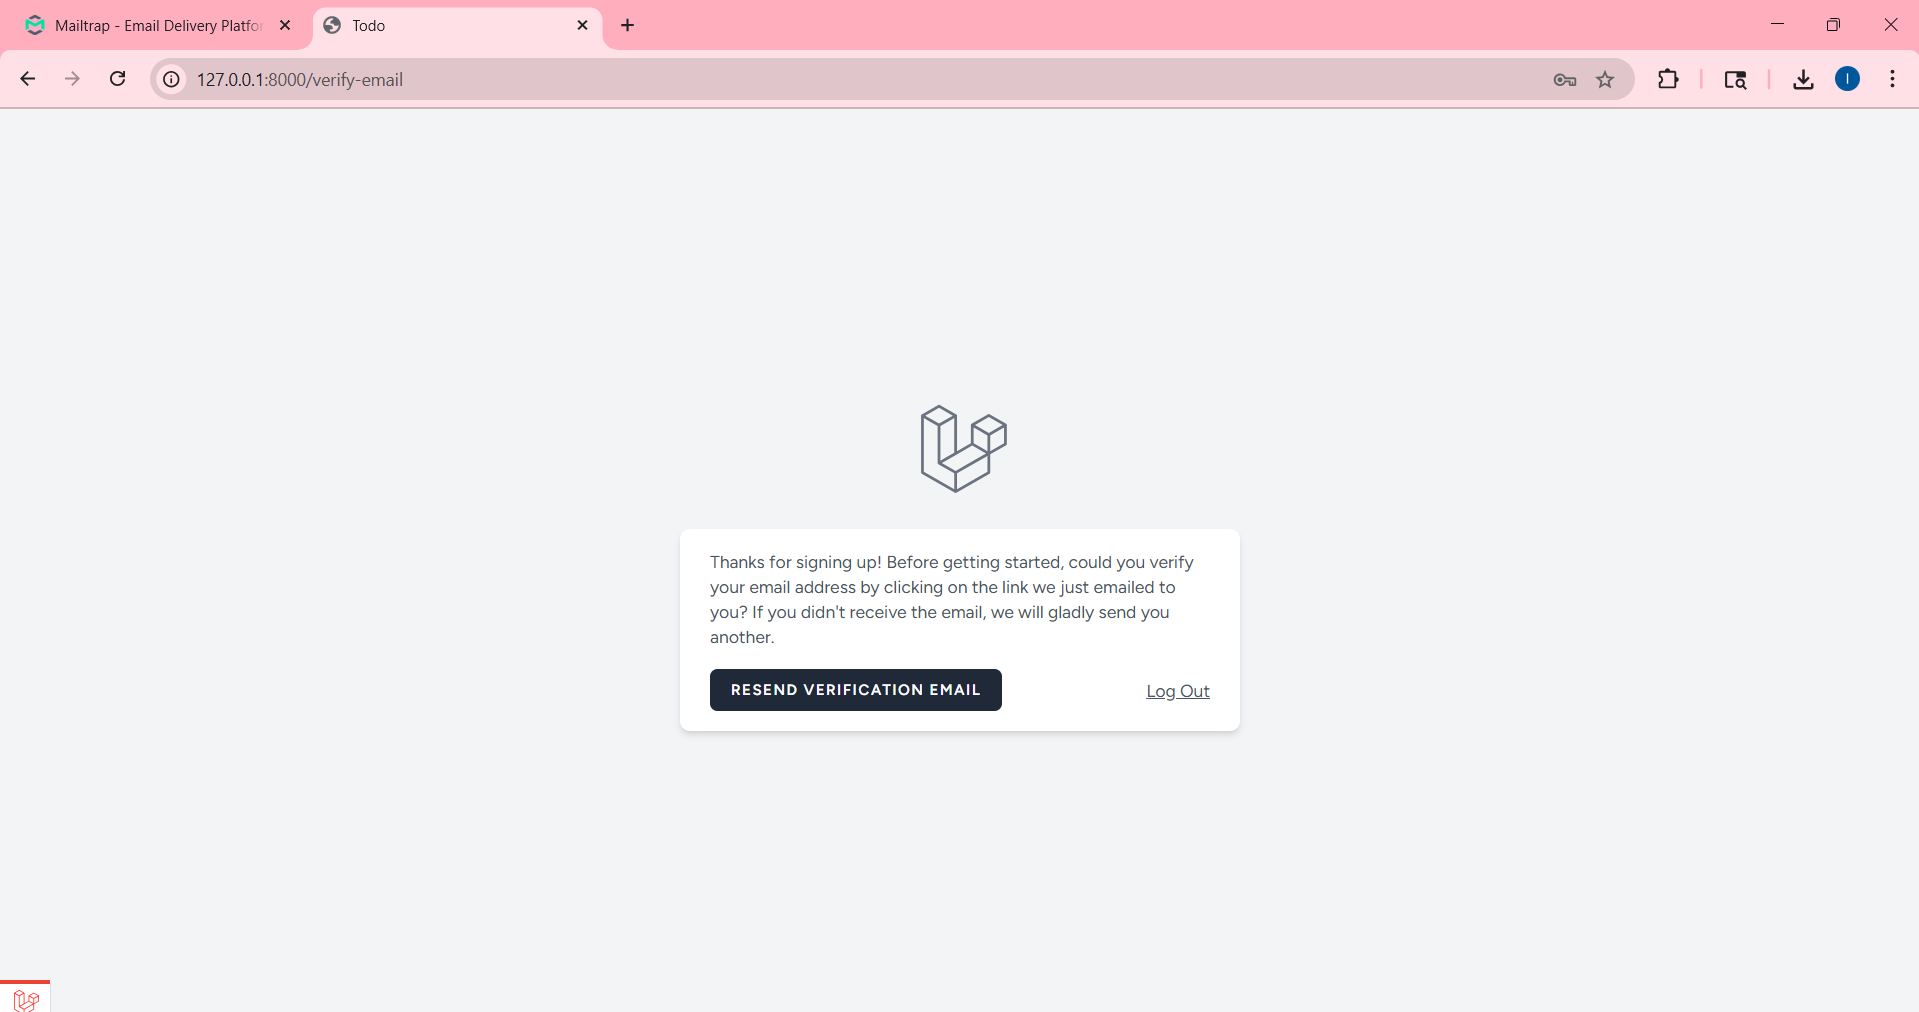 Mailtrap - Email Delivery Platfor
Todo
127.0.0.1:8000/verify-email
I
Thanks for signing up! Before getting started, could you verify
your email address by clicking on the link we just emailed to
you? If you didn't receive the email, we will gladly send you
another.
RESEND VERIFICATION EMAIL
Log Out